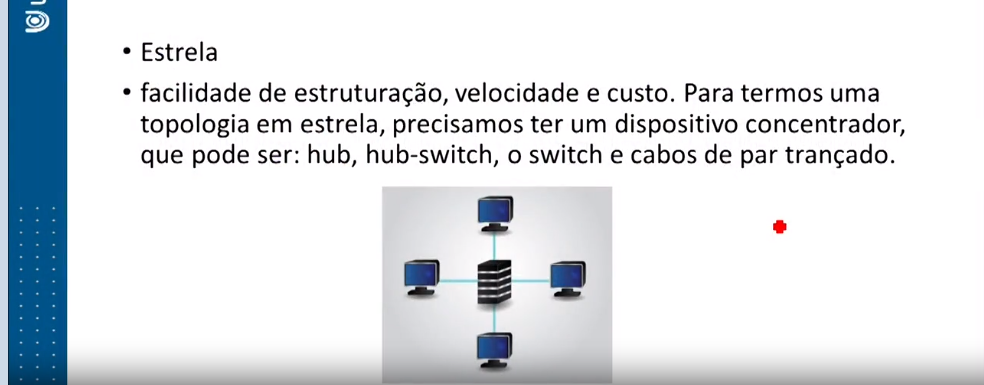 • Estrela
• facilidade de estruturação, velocidade e custo. Para termos uma
topologia em estrela, precisamos ter um dispositivo concentrador,
que pode ser: hub, hub-switch, o switch e cabos de par trançado.